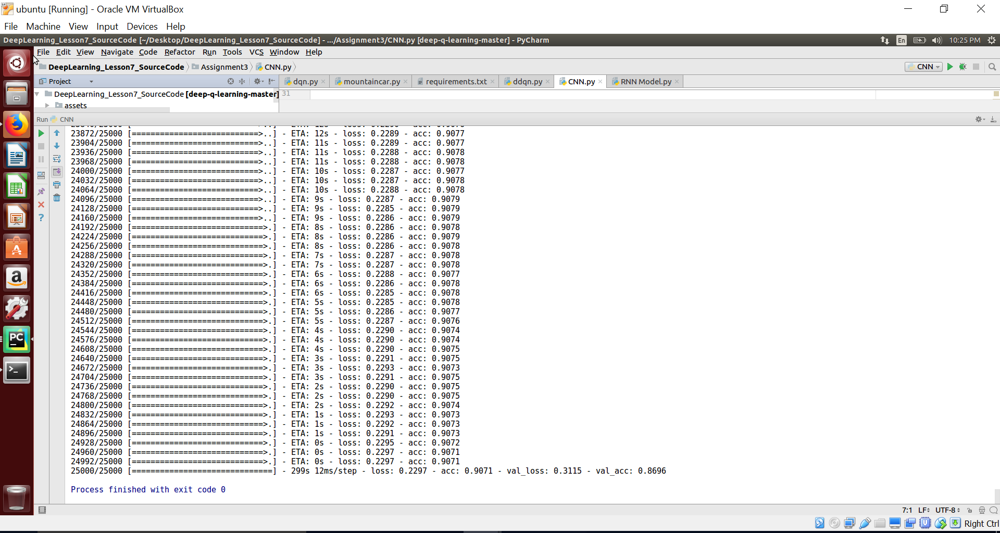 ubuntu [Running] - Oracle VM VirtualBox
File Machine View Input Devices Help
DeepLearning_Lesson7_SourceCode [~/Desktop/DeepLearning_Lesson7_SourceCode] - .../Assignment3/CNN.py [deep-q-learning-master] - PyCharm En 10:25 PM
File Edit View Navigate Code Refactor Run Tools VCS Window Help
DeepLearning_Lesson7_SourceCode Assignment3 CNN.py CNN
Project dqn.py mountaincar.py requirements.txt ddqn.py CNN.py RNN Model.py
DeepLearning_Lesson7_SourceCode [deep-q-learning-master] 31
assets
Run CNN
23872/25000 [===========================>..] - ETA: 12s - loss: 0.2289 - acc: 0.9077
23904/25000 [===========================>..] - ETA: 11s - loss: 0.2289 - acc: 0.9077
23936/25000 [===========================>..] - ETA: 11s - loss: 0.2288 - acc: 0.9078
23968/25000 [===========================>..] - ETA: 11s - loss: 0.2288 - acc: 0.9078
24000/25000 [===========================>..] - ETA: 10s - loss: 0.2287 - acc: 0.9077
24032/25000 [===========================>..] - ETA: 10s - loss: 0.2287 - acc: 0.9078
24064/25000 [===========================>..] - ETA: 10s - loss: 0.2288 - acc: 0.9078
24096/25000 [===========================>..] - ETA: 9s - loss: 0.2287 - acc: 0.9079
24128/25000 [===========================>..] - ETA: 9s - loss: 0.2285 - acc: 0.9079
24160/25000 [===========================>..] - ETA: 9s - loss: 0.2286 - acc: 0.9079
24192/25000 [============================>.] - ETA: 8s - loss: 0.2286 - acc: 0.9078
24224/25000 [============================>.] - ETA: 8s - loss: 0.2286 - acc: 0.9079
24256/25000 [============================>.] - ETA: 8s - loss: 0.2286 - acc: 0.9078
24288/25000 [============================>.] - ETA: 7s - loss: 0.2287 - acc: 0.9078
24320/25000 [============================>.] - ETA: 7s - loss: 0.2287 - acc: 0.9078
24352/25000 [============================>.] - ETA: 6s - loss: 0.2288 - acc: 0.9077
24384/25000 [============================>.] - ETA: 6s - loss: 0.2286 - acc: 0.9078
24416/25000 [============================>.] - ETA: 6s - loss: 0.2285 - acc: 0.9078
24448/25000 [============================>.] - ETA: 5s - loss: 0.2285 - acc: 0.9078
24480/25000 [============================>.] - ETA: 5s - loss: 0.2286 - acc: 0.9077
24512/25000 [============================>.] - ETA: 5s - loss: 0.2287 - acc: 0.9076
24544/25000 [============================>.] - ETA: 4s - loss: 0.2290 - acc: 0.9074
24576/25000 [============================>.] - ETA: 4s - loss: 0.2290 - acc: 0.9074
24608/25000 [============================>.] - ETA: 4s - loss: 0.2290 - acc: 0.9075
24640/25000 [============================>.] - ETA: 3s - loss: 0.2291 - acc: 0.9075
24672/25000 [============================>.] - ETA: 3s - loss: 0.2293 - acc: 0.9073
24704/25000 [============================>.] - ETA: 3s - loss: 0.2291 - acc: 0.9075
24736/25000 [============================>.] - ETA: 2s - loss: 0.2290 - acc: 0.9075
24768/25000 [============================>.] - ETA: 2s - loss: 0.2290 - acc: 0.9075
24800/25000 [============================>.] - ETA: 2s - loss: 0.2292 - acc: 0.9074
24832/25000 [============================>.] - ETA: 1s - loss: 0.2293 - acc: 0.9073
24864/25000 [============================>.] - ETA: 1s - loss: 0.2292 - acc: 0.9073
24896/25000 [============================>.] - ETA: 1s - loss: 0.2291 - acc: 0.9073
24928/25000 [============================>.] - ETA: 0s - loss: 0.2295 - acc: 0.9072
24960/25000 [============================>.] - ETA: 0s - loss: 0.2297 - acc: 0.9071
24992/25000 [============================>.] - ETA: 0s - loss: 0.2297 - acc: 0.9071
25000/25000 [==============================] - 299s 12ms/step - loss: 0.2297 - acc: 0.9071 - val_loss: 0.3115 - val_acc: 0.8696
Process finished with exit code 0
7:1 LF UTF-8
Right Ctrl